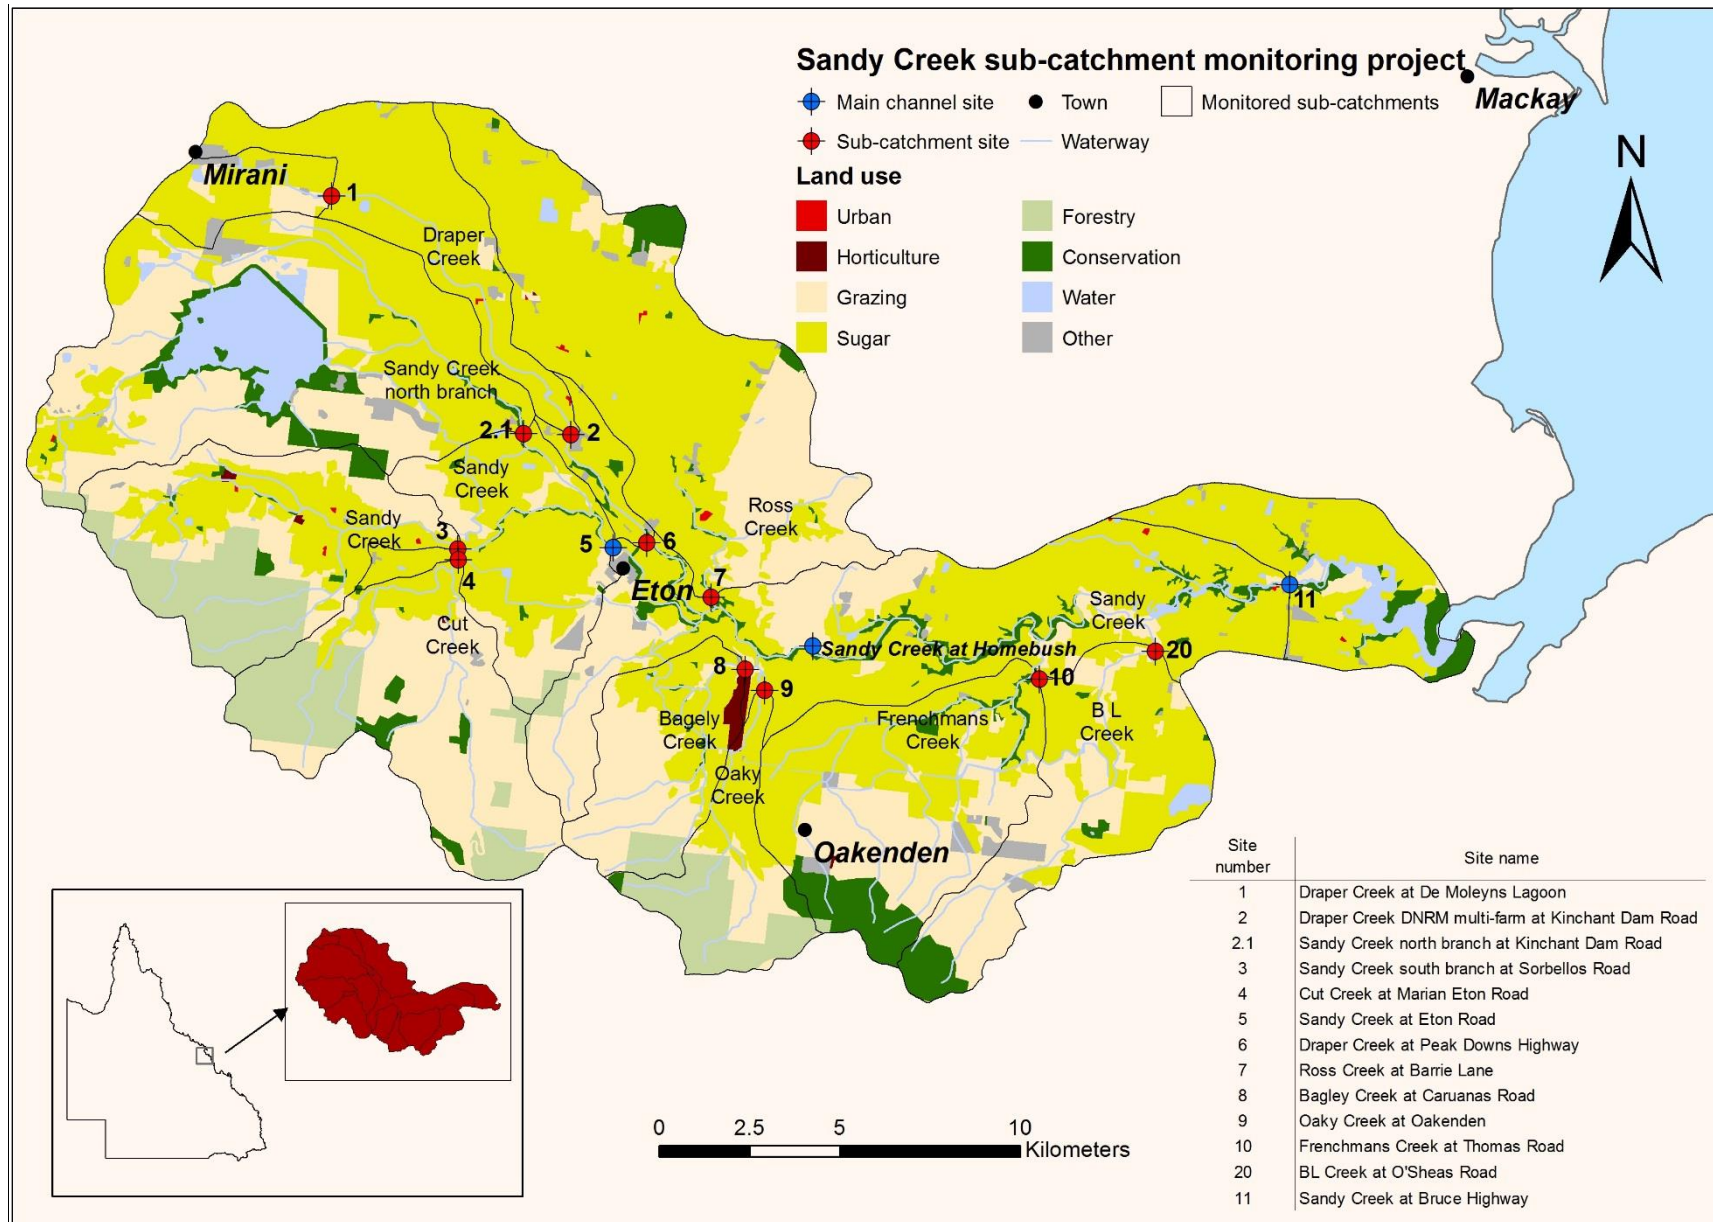 Sandy Creek sub-catchment monitoring project
Main channel site
Town
Monitored sub-catchments
Sub-catchment site
Waterway
Land use
Urban
Forestry
Horticulture
Conservation
Grazing
Water
Sugar
Other
Mackay
N
Mirani
1
Draper
Creek
Sandy Creek
north branch
2.1
2
Sandy
Creek
Sandy
Creek
3
4
5
6
Ross
Creek
Eton
7
Cut
Creek
Sandy
Creek
11
Sandy Creek at Homebush
20
8
9
10
Bagely
Creek
Frenchmans
Creek
B L
Creek
Oaky
Creek
Oakenden
0 2.5 5 10
Kilometers
Site
number
Site name
1 Draper Creek at De Moleyns Lagoon
2 Draper Creek DNRM multi-farm at Kinchant Dam Road
2.1 Sandy Creek north branch at Kinchant Dam Road
3 Sandy Creek south branch at Sorbellos Road
4 Cut Creek at Marian Eton Road
5 Sandy Creek at Eton Road
6 Draper Creek at Peak Downs Highway
7 Ross Creek at Barrie Lane
8 Bagley Creek at Caruanas Road
9 Oaky Creek at Oakenden
10 Frenchmans Creek at Thomas Road
20 BL Creek at O'Sheas Road
11 Sandy Creek at Bruce Highway